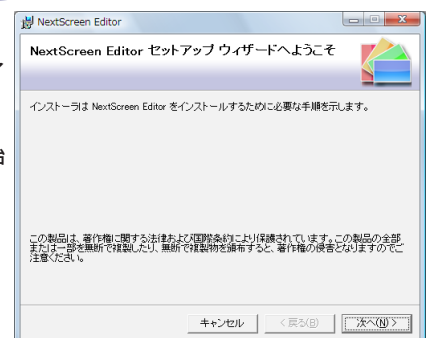 NextScreen Editor
NextScreen Editor セットアップ ウィザードへようこそ
インストーラは NextScreen Editor をインストールするために必要な手順を示します。
この製品は、著作権に関する法律および国際条約により保護されています。この製品の全部
または一部を無断で複製したり、無断で複製物を頒布すると、著作権の侵害となりますのでご
注意ください。
キャンセル
< 戻る(B)
次へ(N) >